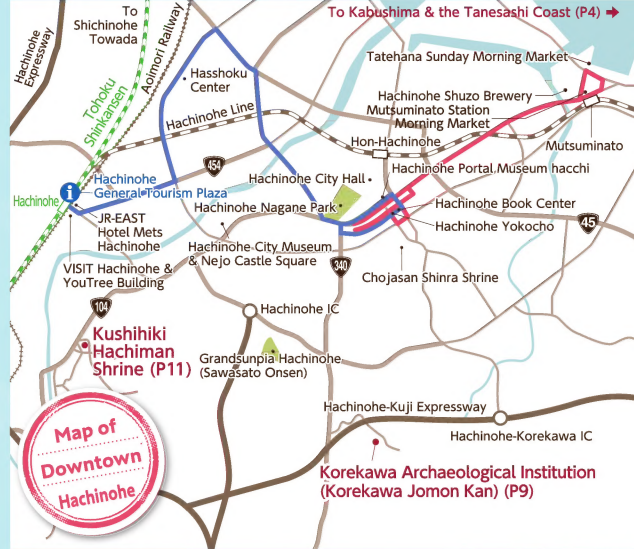 To Kabushima & the Tanesashi Coast (P4) ➡
To
Shichinohe
Towada
Hachinohe
Expressway
Aoimori Railway
Tohoku
Shinkansen
Tatehana Sunday Morning Market
Hasshoku
Center
Hachinohe Shuzo Brewery
Mutsuminato Station
Morning Market
Hachinohe Line
Mutsuminato
Hon-Hachinohe
454
Hachinohe Portal Museum hacchi
Hachinohe City Hall
Hachinohe
General Tourism Plaza
Hachinohe
i
Hachinohe Nagane Park
Hachinohe Book Center
JR-EAST
Hotel Mets
Hachinohe
Hachinohe Yokocho
45
Hachinohe City Museum
& Nejo Castle Square
VISIT Hachinohe &
YouTree Building
340
Chojasan Shinra Shrine
104
Hachinohe IC
Kushihiki
Hachiman
Shrine (P11)
Grandsunpia Hachinohe
(Sawasato Onsen)
Hachinohe-Kuji Expressway
Hachinohe-Korekawa IC
Map of
Downtown
Hachinohe
Korekawa Archaeological Institution
(Korekawa Jomon Kan) (P9)